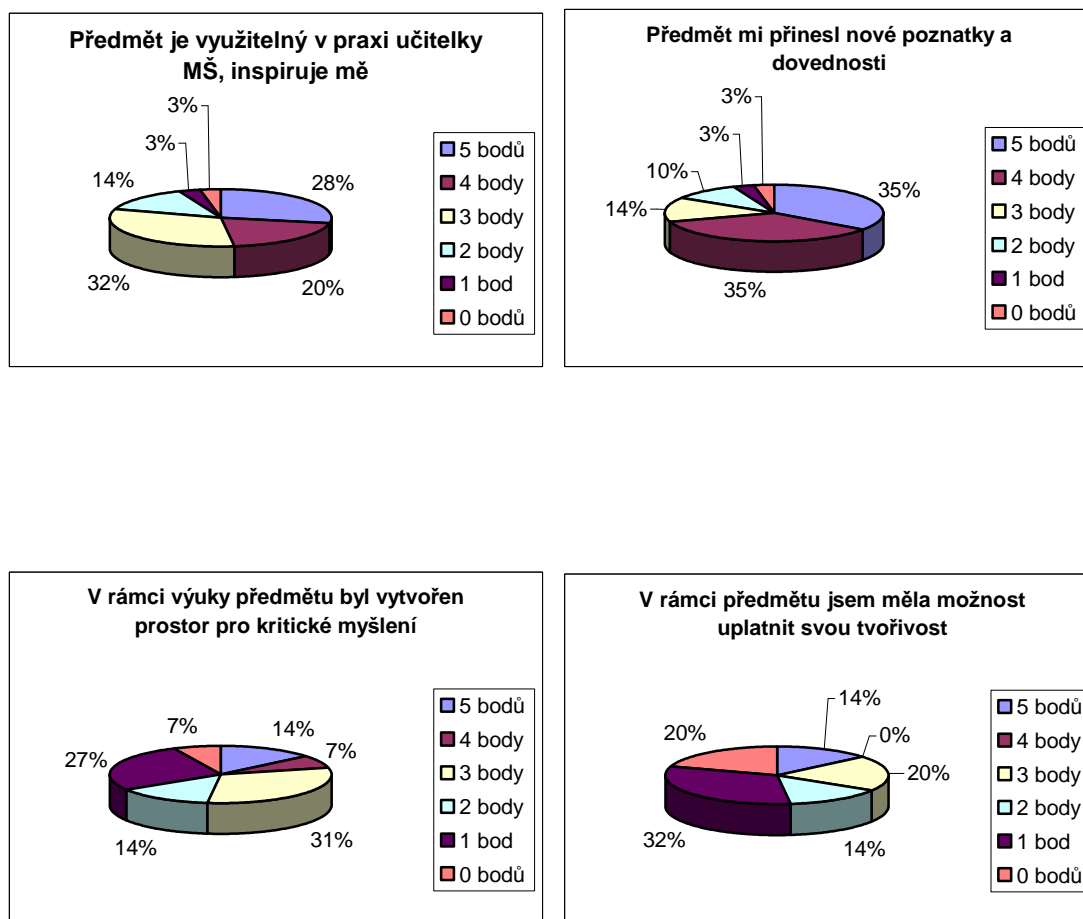 Předmět je využitelný v praxi učitelky
MŠ, inspiruje mě
3%
3%
14%
28%
32%
20%
5 bodů
4 body
3 body
2 body
1 bod
0 bodů
Předmět mi přinesl nové poznatky a
dovednosti
3%
3%
10%
14%
35%
35%
5 bodů
4 body
3 body
2 body
1 bod
0 bodů
V rámci výuky předmětu byl vytvořen
prostor pro kritické myšlení
7%
14%
7%
27%
14%
31%
5 bodů
4 body
3 body
2 body
1 bod
0 bodů
V rámci předmětu jsem měla možnost
uplatnit svou tvořivost
14%
0%
20%
20%
32%
14%
5 bodů
4 body
3 body
2 body
1 bod
0 bodů